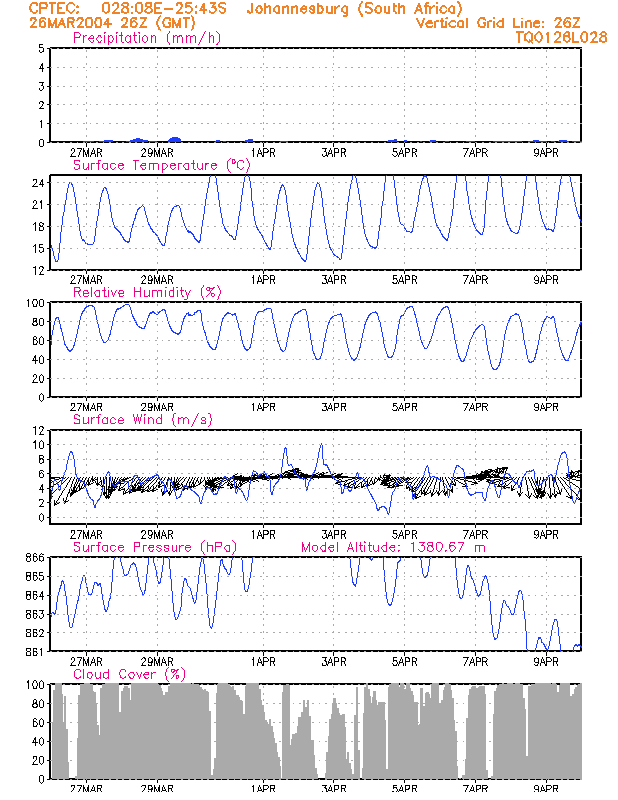 CPTEC: 028:08E-25:43S Johannesburg (South Africa)
26MAR2004 26Z (GMT) Vertical Grid Line: 26Z
Precipitation (mm/h) TQ0126L028
5
4
3
2
1
0
27MAR 29MAR 1APR 3APR 5APR 7APR 9APR
Surface Temperature (°C)
24
21
18
15
12
27MAR 29MAR 1APR 3APR 5APR 7APR 9APR
Relative Humidity (%)
100
80
60
40
20
0
27MAR 29MAR 1APR 3APR 5APR 7APR 9APR
Surface Wind (m/s)
12
10
8
6
4
2
0
27MAR 29MAR 1APR 3APR 5APR 7APR 9APR
Surface Pressure (hPa) Model Altitude: 1380.67 m
866
865
864
863
862
861
27MAR 29MAR 1APR 3APR 5APR 7APR 9APR
Cloud Cover (%)
100
80
60
40
20
0
27MAR 29MAR 1APR 3APR 5APR 7APR 9APR